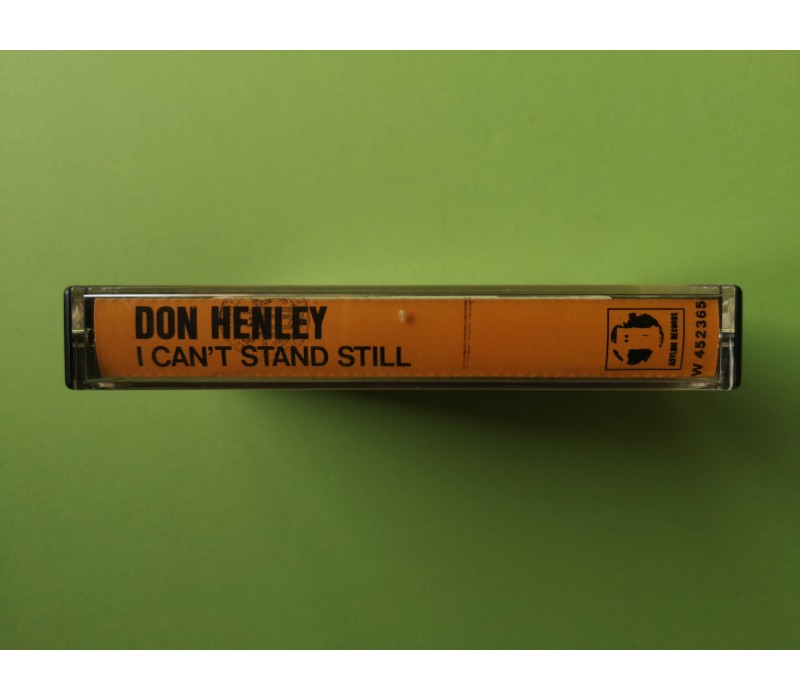 DON HENLEY
I CAN'T STAND STILL
ASYLUM RECORDS
W 452365